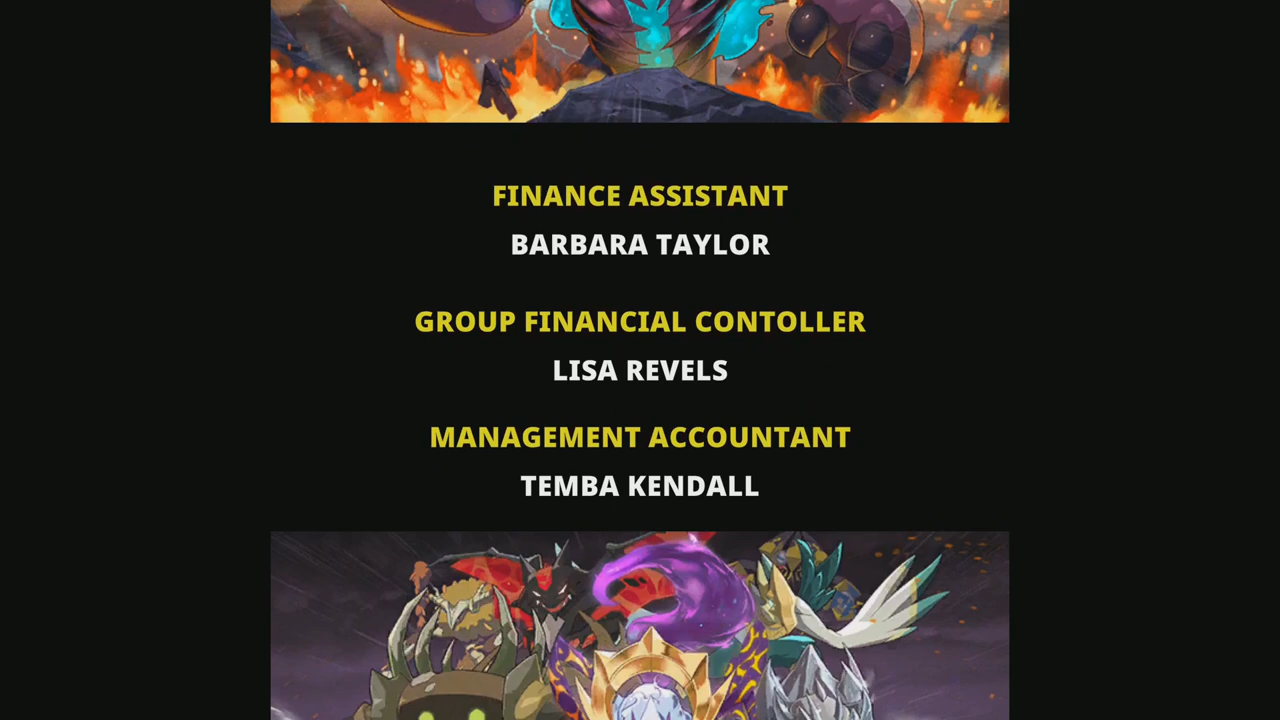 FINANCE ASSISTANT
BARBARA TAYLOR
GROUP FINANCIAL CONTOLLER
LISA REVELS
MANAGEMENT ACCOUNTANT
TEMBA KENDALL